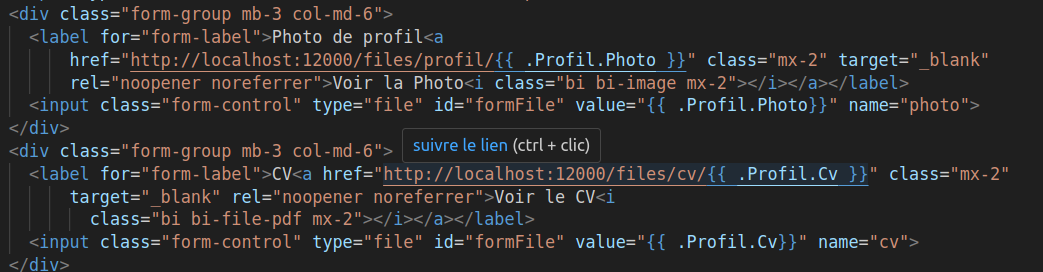 <div class="form-group mb-3 col-md-6">
<label for="form-label">Photo de profil<a
href="http://localhost:12000/files/profil/{{ .Profil.Photo }}" class="mx-2" target="_blank"
rel="noopener noreferrer">Voir la Photo<i class="bi bi-image mx-2"></i></a></label>
<input class="form-control" type="file" id="formFile" value="{{ .Profil.Photo}}" name="photo">
</div>
<div class="form-group mb-3 col-md-6">
suivre le lien (ctrl + clic)
<label for="form-label">CV<a href="http://localhost:12000/files/cv/{{ .Profil.Cv }}" class="mx-2"
target="_blank" rel="noopener noreferrer">Voir le CV<i
class="bi bi-file-pdf mx-2"></i></a></label>
<input class="form-control" type="file" id="formFile" value="{{ .Profil.Cv}}" name="cv">
</div>